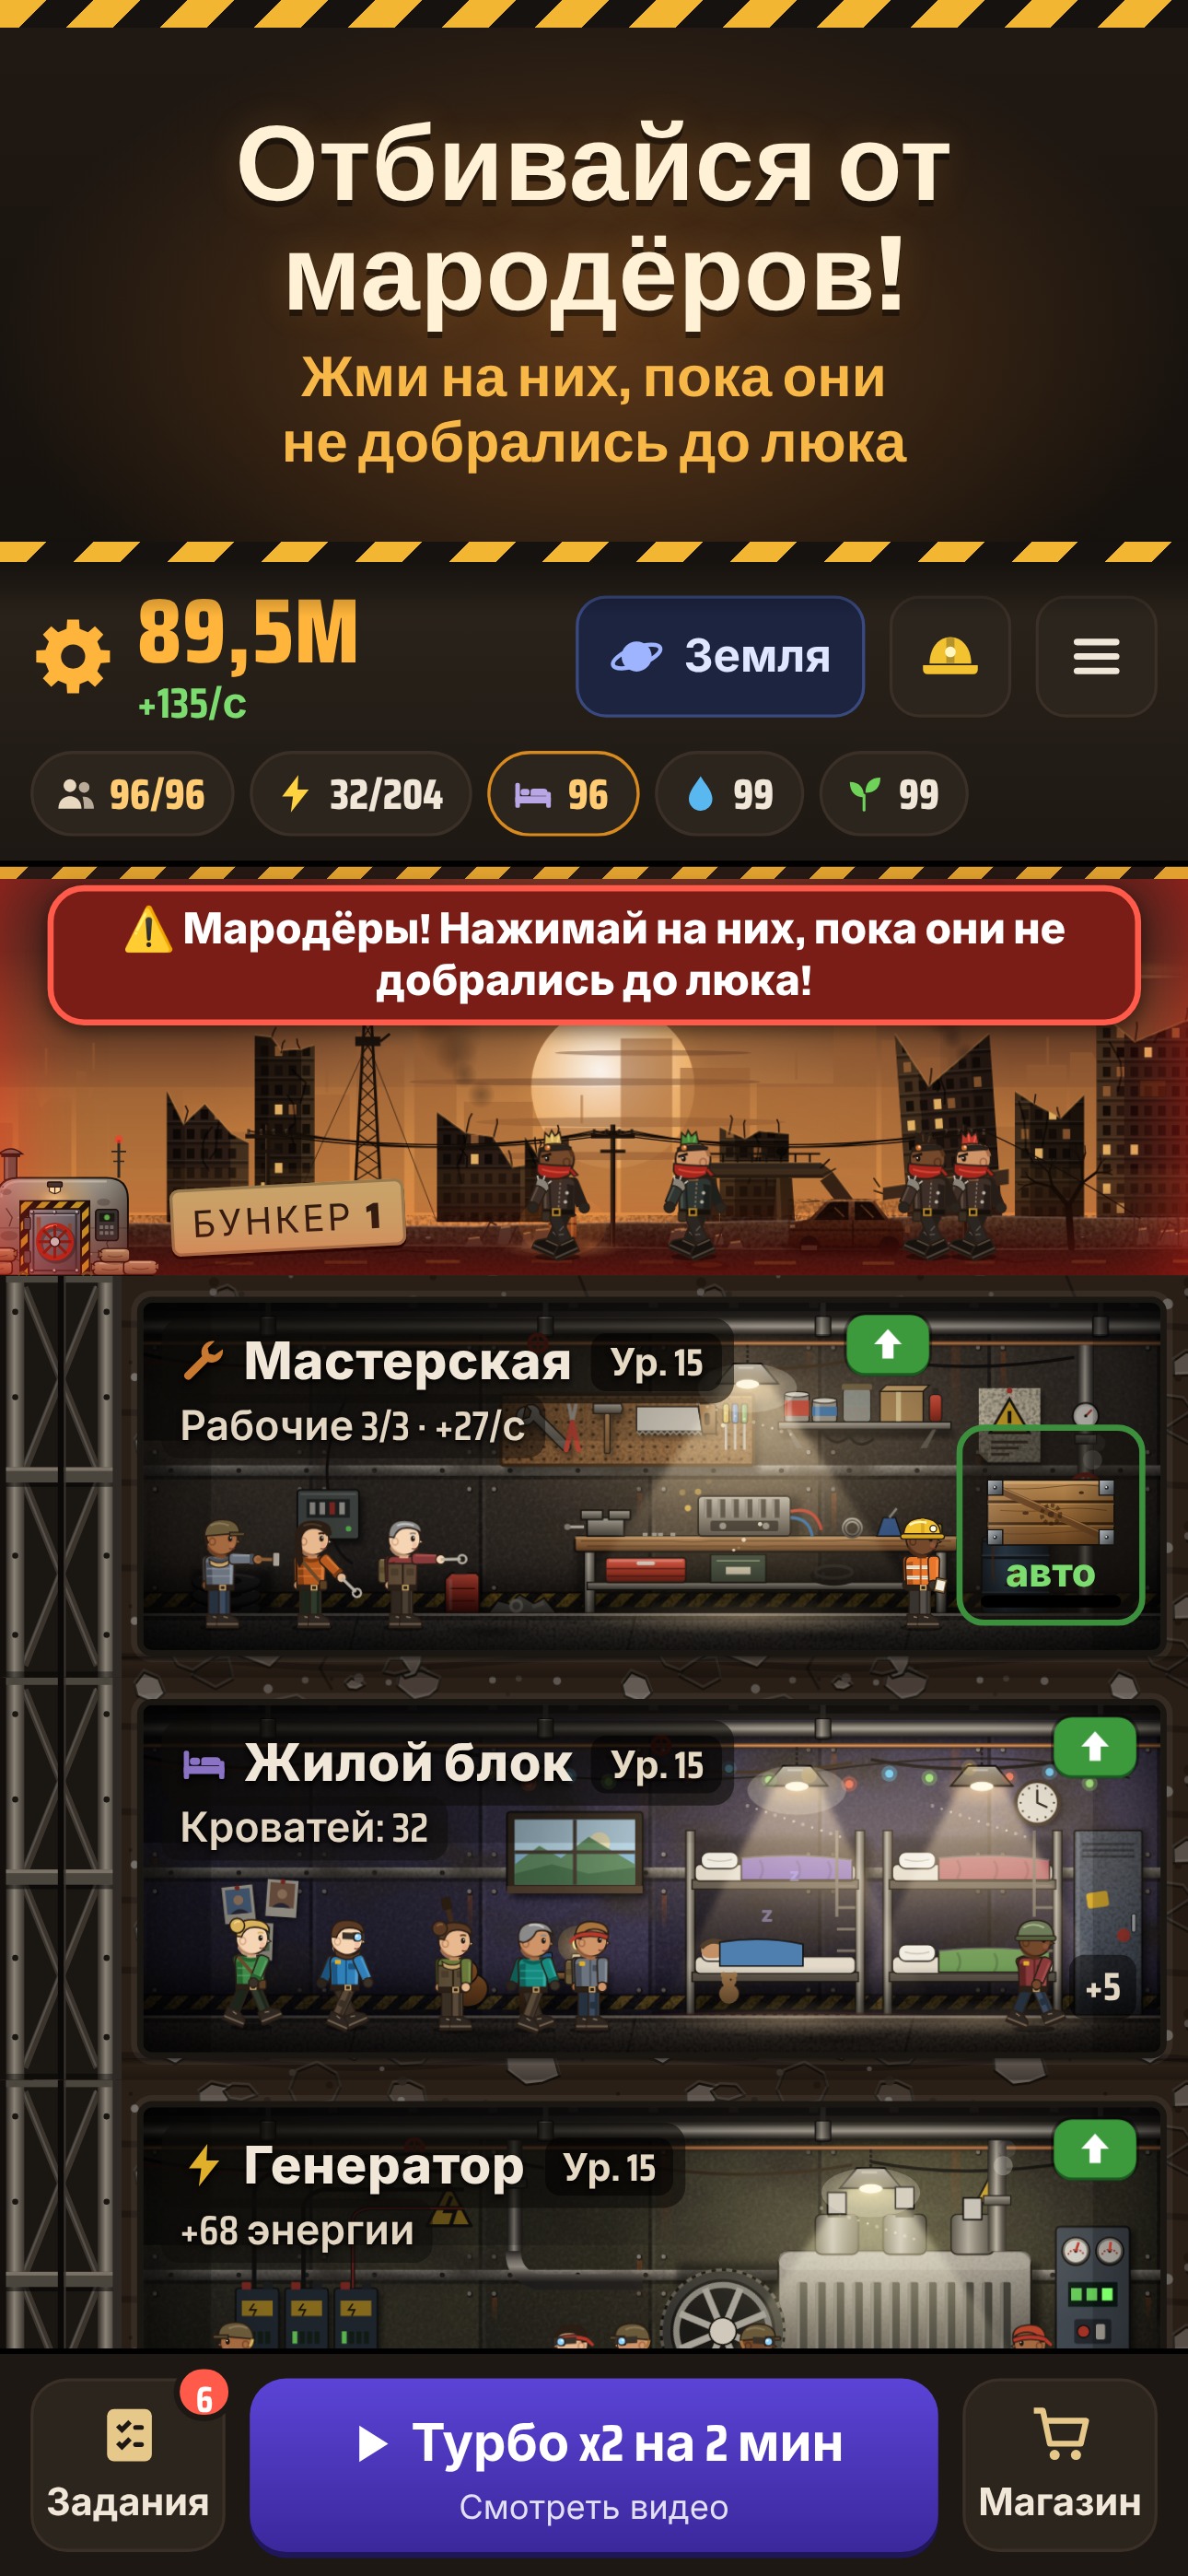 Отбивайся от
мародёров!
Жми на них, пока они
не добрались до люка
89,5M
+135/с
Земля
96/96
32/204
96
99
99
⚠️ Мародёры! Нажимай на них, пока они не
добрались до люка!
БУНКЕР 1
Мастерская Ур. 15
Рабочие 3/3 · +27/с
авто
Жилой блок Ур. 15
Кроватей: 32
z
z
+5
Генератор Ур. 15
+68 энергии
6
Задания
Турбо x2 на 2 мин
Смотреть видео
Магазин